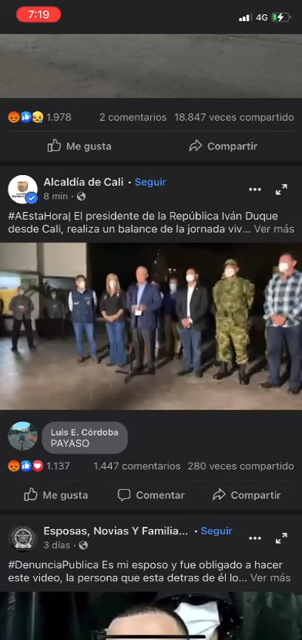 7:19
4G
1.978
2 comentarios 18.847 veces compartido
Me gusta Compartir
Alcaldía de Cali · Seguir
8 min ·
#AEstaHora| El presidente de la República Iván Duque
desde Cali, realiza un balance de la jornada viv... Ver más
Luis E. Córdoba
PAYASO
1.137
1.447 comentarios 280 veces compartido
Me gusta Comentar Compartir
Esposas, Novias Y Familia... · Seguir
3 días ·
#DenunciaPublica Es mi esposo y fue obligado a hacer
este video, la persona que esta detras de él lo... Ver más